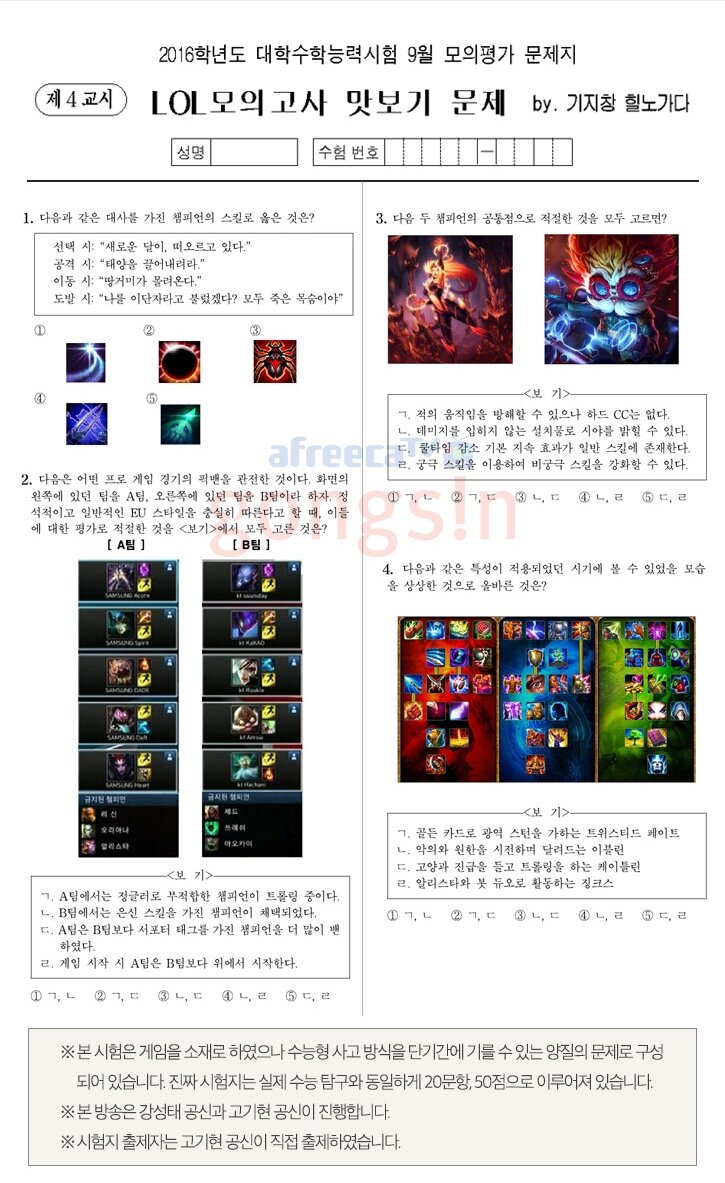 2016학년도 대학수학능력시험 9월 모의평가 문제지
제 4 교시
LOL모의고사 맛보기 문제 by. 기지창 힐노가다
성명
수험 번호
1. 다음과 같은 대사를 가진 챔피언의 스킬로 옳은 것은?
선택 시: “새로운 달이, 떠오르고 있다.”
공격 시: “태양을 끌어내려라.”
이동 시: “땅거미가 몰려온다.”
도발 시: “나를 이단자라고 불렀겠다? 모두 죽은 목숨이야”
① ② ③
④ ⑤
2. 다음은 어떤 프로 게임 경기의 픽밴을 관전한 것이다. 화면의
왼쪽에 있던 팀을 A팀, 오른쪽에 있던 팀을 B팀이라 하자. 정
석적이고 일반적인 EU 스타일을 충실히 따른다고 할 때, 이들
에 대한 평가로 적절한 것을 <보기>에서 모두 고른 것은?
[ A팀 ] [ B팀 ]
SAMSUNG Acorn
SAMSUNG Spirit
SAMSUNG DADE
SAMSUNG Deft
SAMSUNG Heart
금지된 챔피언
리 신
오리아나
알리스타
kt ssumday
kt KaKAO
kt Rookie
kt Arrow
kt Hachani
금지된 챔피언
제드
쓰레쉬
마오카이
<보 기>
ㄱ. A팀에서는 정글러로 부적합한 챔피언이 트롤링 중이다.
ㄴ. B팀에서는 은신 스킬을 가진 챔피언이 채택되었다.
ㄷ. A팀은 B팀보다 서포터 태그를 가진 챔피언을 더 많이 밴
하였다.
ㄹ. 게임 시작 시 A팀은 B팀보다 위에서 시작한다.
① ㄱ, ㄴ ② ㄱ, ㄷ ③ ㄴ, ㄷ ④ ㄴ, ㄹ ⑤ ㄷ, ㄹ
3. 다음 두 챔피언의 공통점으로 적절한 것을 모두 고르면?
<보 기>
ㄱ. 적의 움직임을 방해할 수 있으나 하드 CC는 없다.
ㄴ. 데미지를 입히지 않는 설치물로 시야를 밝힐 수 있다.
ㄷ. 쿨타임 감소 기본 지속 효과가 일반 스킬에 존재한다.
ㄹ. 궁극 스킬을 이용하여 비궁극 스킬을 강화할 수 있다.
① ㄱ, ㄴ ② ㄱ, ㄷ ③ ㄴ, ㄷ ④ ㄴ, ㄹ ⑤ ㄷ, ㄹ
afreecaTV
gongs!n
4. 다음과 같은 특성이 적용되었던 시기에 볼 수 있었을 모습
을 상상한 것으로 올바른 것은?
<보 기>
ㄱ. 골든 카드로 광역 스턴을 가하는 트위스티드 페이트
ㄴ. 악의와 원한을 시전하며 달려드는 이블린
ㄷ. 고양과 진급을 들고 트롤링을 하는 케이틀린
ㄹ. 알리스타와 봇 듀오로 활동하는 징크스
① ㄱ, ㄴ ② ㄱ, ㄷ ③ ㄴ, ㄷ ④ ㄴ, ㄹ ⑤ ㄷ, ㄹ
※ 본 시험은 게임을 소재로 하였으나 수능형 사고 방식을 단기간에 기를 수 있는 양질의 문제로 구성
되어 있습니다. 진짜 시험지는 실제 수능 탐구와 동일하게 20문항, 50점으로 이루어져 있습니다.
※ 본 방송은 강성태 공신과 고기현 공신이 진행합니다.
※ 시험지 출제자는 고기현 공신이 직접 출제하였습니다.